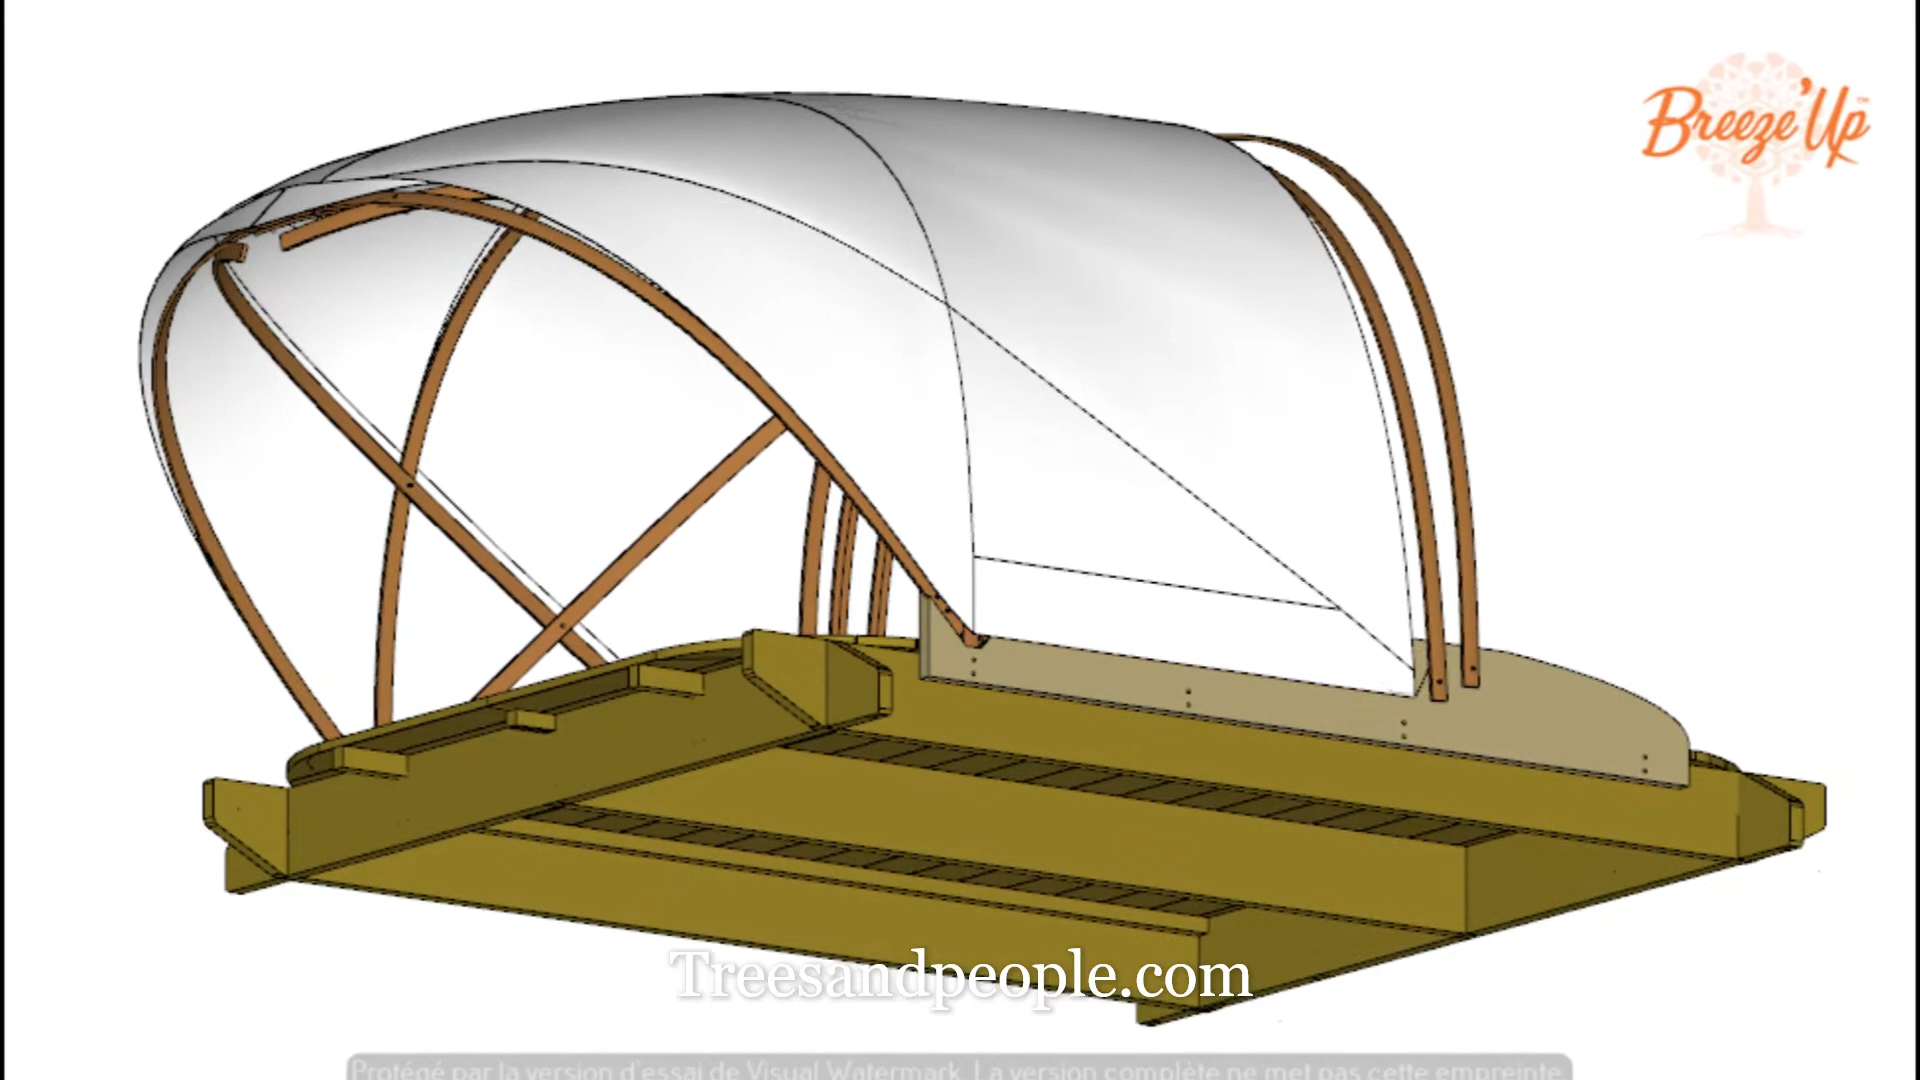 Breeze'Up™
Treesandpeople.com
Protégé par la version d'essai de Visual Watermark. La version complète ne met pas cette empreinte.